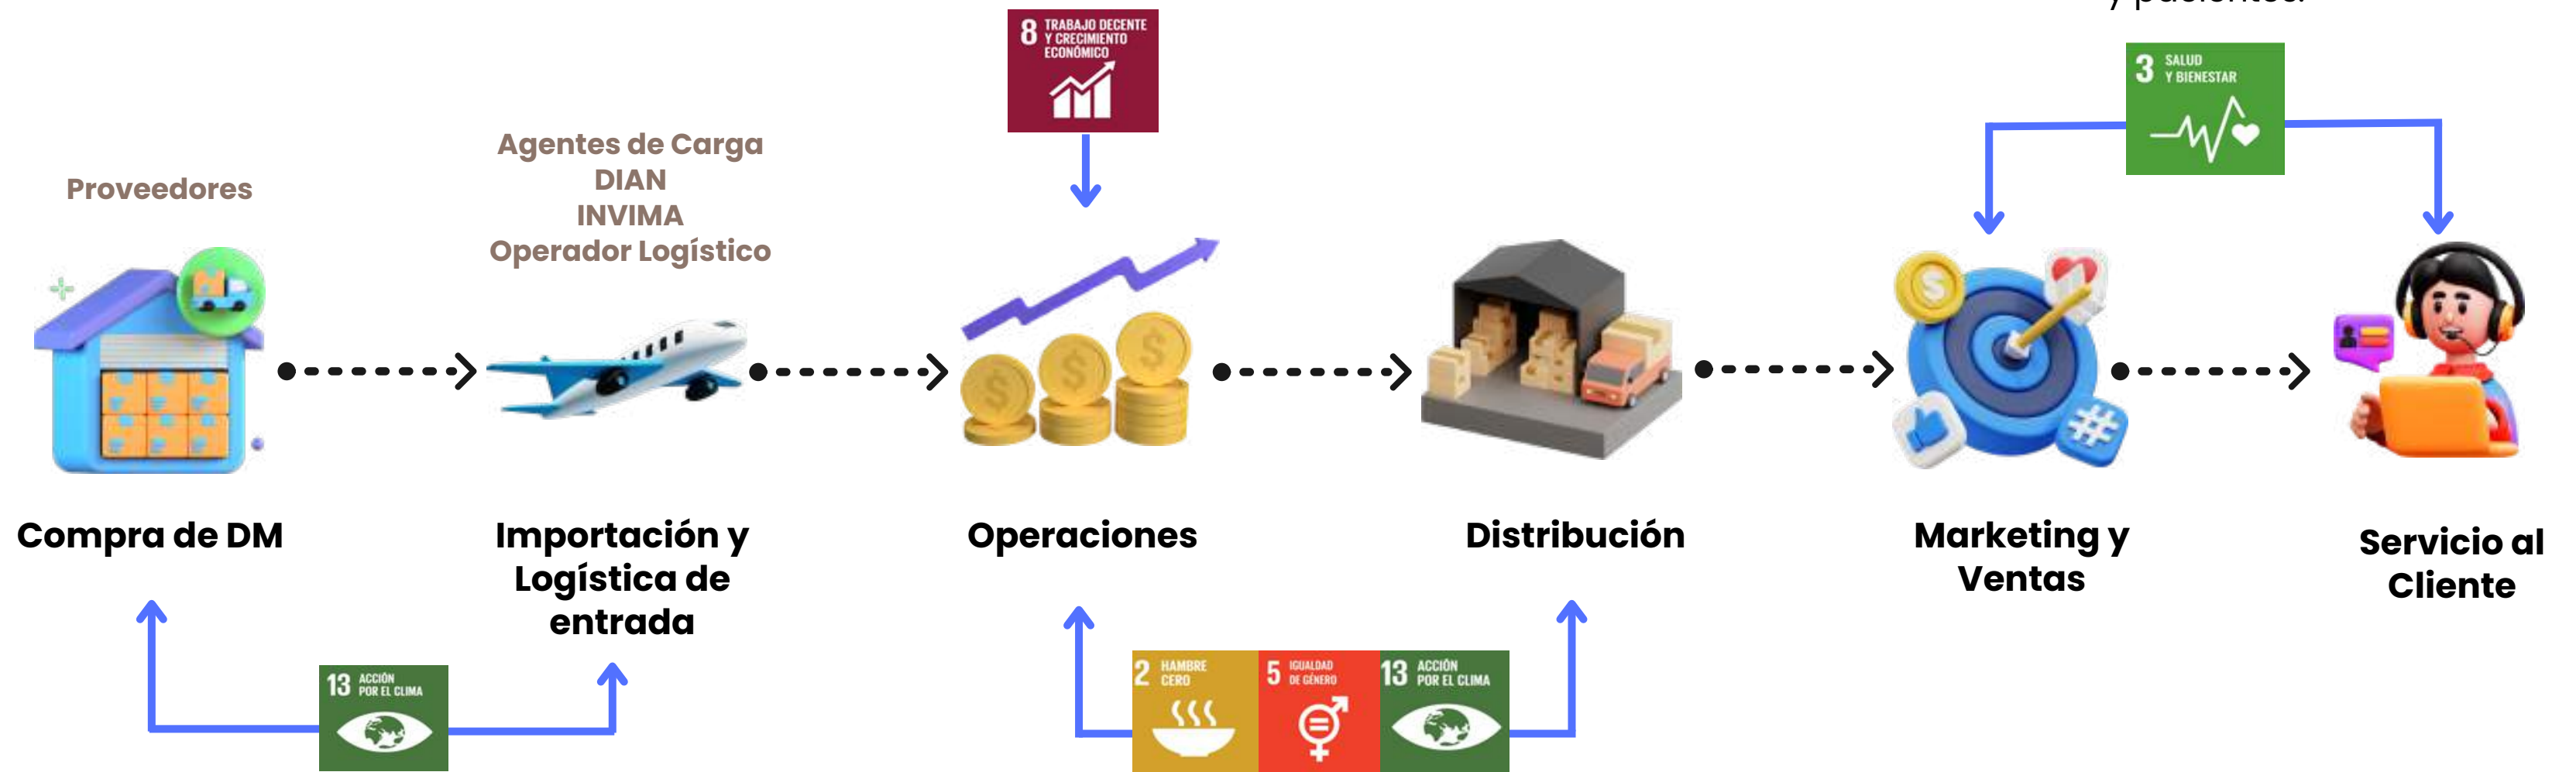 y pacientes.
8 TRABAJO DECENTE
Y CRECIMIENTO
ECONÓMICO
3 SALUD
Y BIENESTAR
Proveedores
Agentes de Carga
DIAN
INVIMA
Operador Logístico
Compra de DM
Importación y
Logística de
entrada
Operaciones
Distribución
Marketing y
Ventas
Servicio al
Cliente
13 ACCIÓN
POR EL CLIMA
2 HAMBRE
CERO
5 IGUALDAD
DE GÉNERO
13 ACCIÓN
POR EL CLIMA